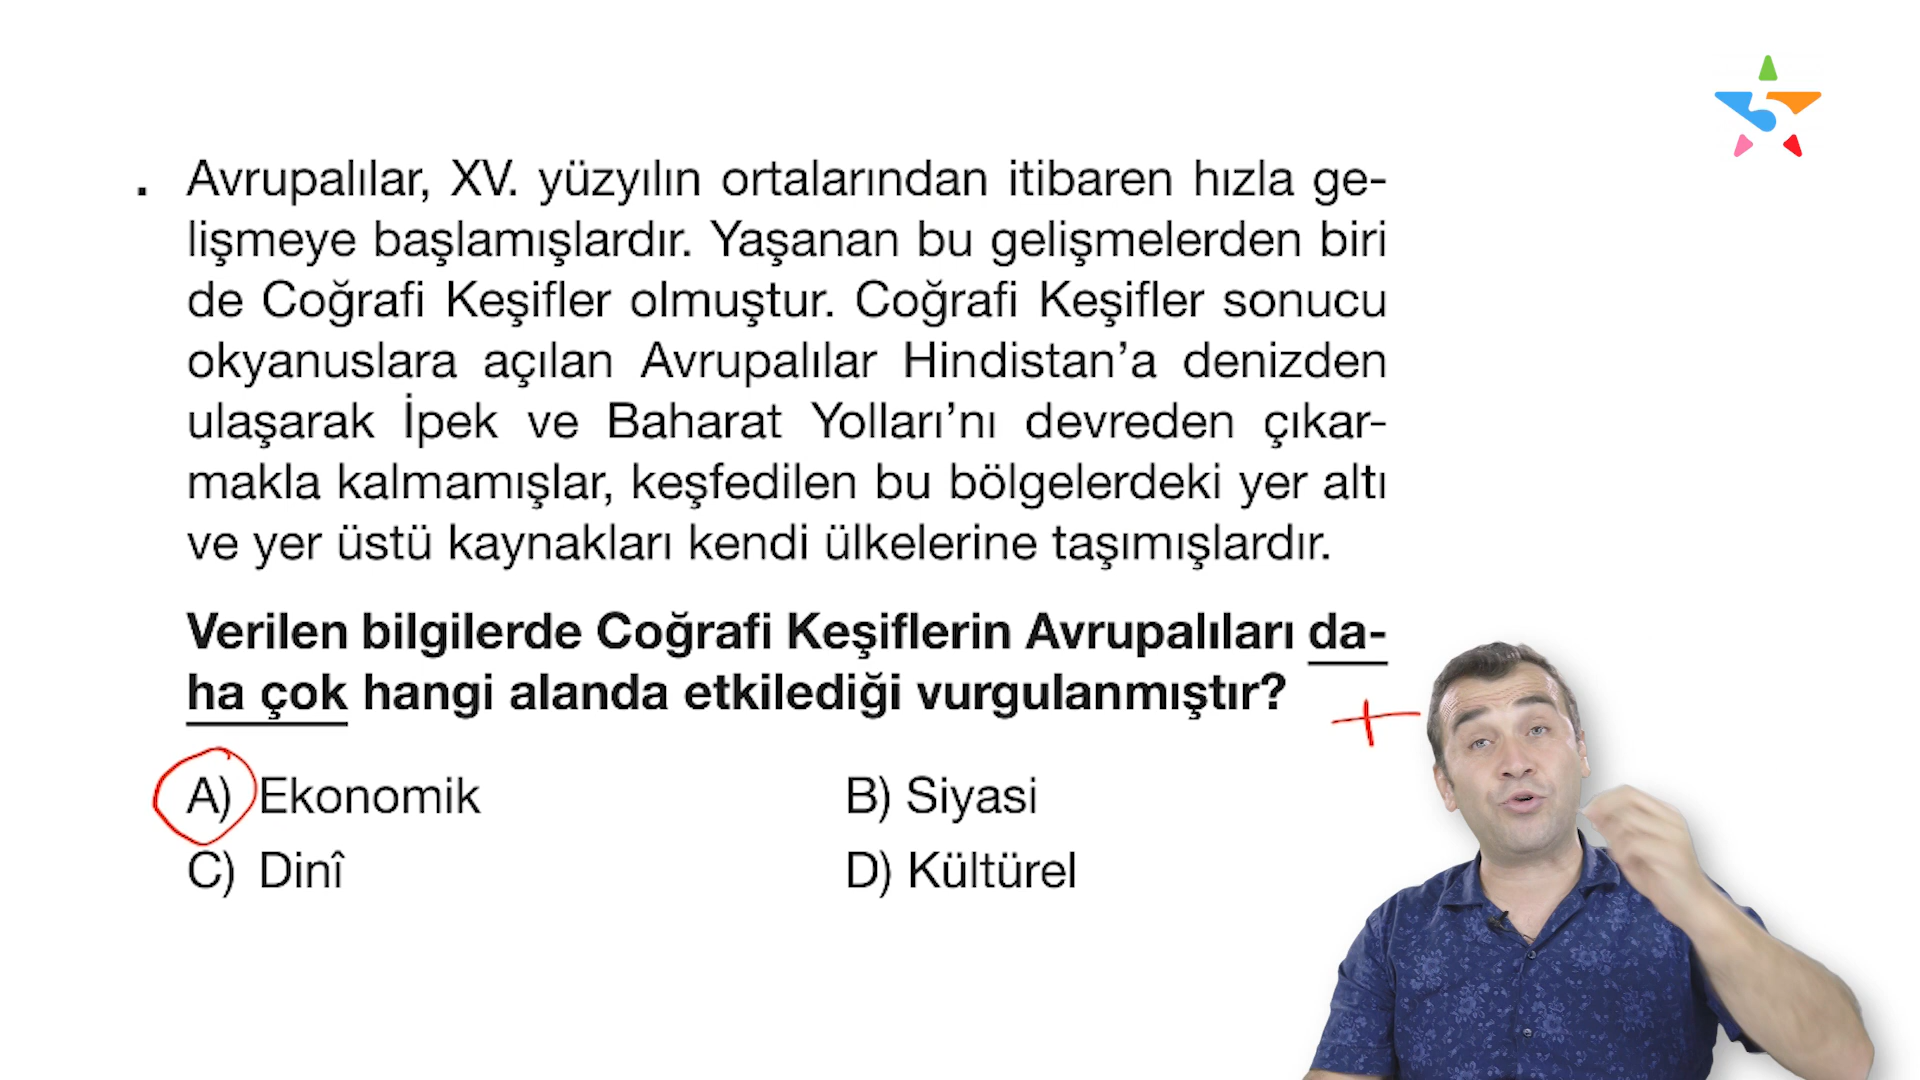 . Avrupalılar, XV. yüzyılın ortalarından itibaren hızla ge-
lişmeye başlamışlardır. Yaşanan bu gelişmelerden biri
de Coğrafi Keşifler olmuştur. Coğrafi Keşifler sonucu
okyanuslara açılan Avrupalılar Hindistan’a denizden
ulaşarak İpek ve Baharat Yolları’nı devreden çıkar-
makla kalmamışlar, keşfedilen bu bölgelerdeki yer altı
ve yer üstü kaynakları kendi ülkelerine taşımışlardır.
Verilen bilgilerde Coğrafi Keşiflerin Avrupalıları da-
ha çok hangi alanda etkilediği vurgulanmıştır?
A) Ekonomik
B) Siyasi
C) Dinî
D) Kültürel
5